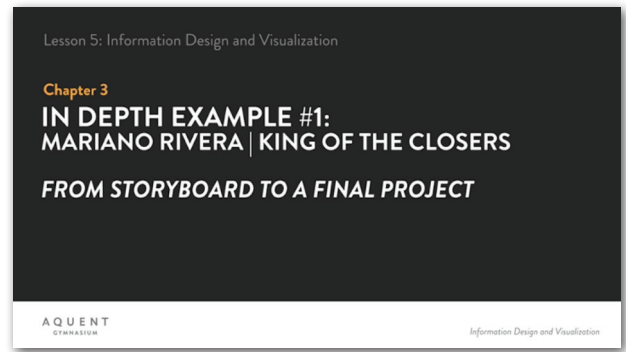 Lesson 5: Information Design and Visualization
Chapter 3
IN DEPTH EXAMPLE #1:
MARIANO RIVERA | KING OF THE CLOSERS
FROM STORYBOARD TO A FINAL PROJECT
AQUENT
GYMNASIUM
Information Design and Visualization